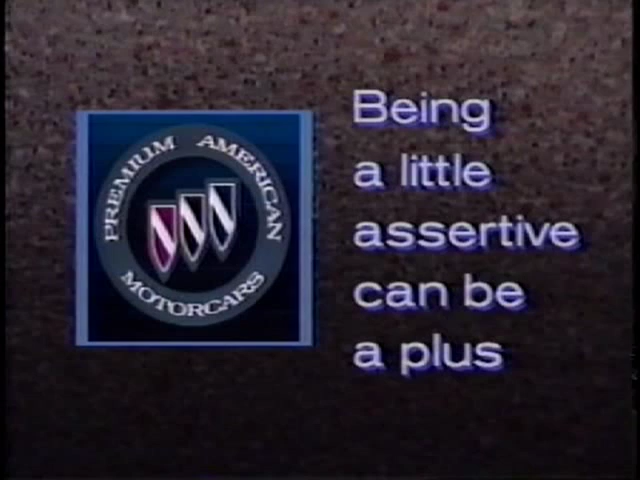 PREMIUM AMERICAN
MOTORCARS
Being
a little
assertive
can be
a plus